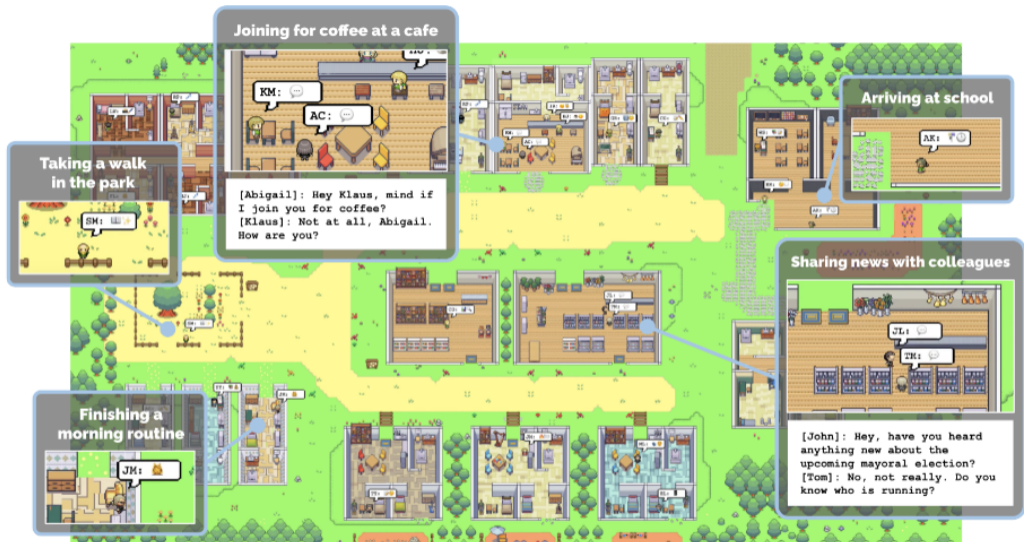 Joining for coffee at a cafe
KM:
AC:
[Abigail]: Hey Klaus, mind if
I join you for coffee?
[Klaus]: Not at all, Abigail.
How are you?
Arriving at school
AK:
Taking a walk
in the park
SM:
Sharing news with colleagues
JL:
TM:
[John]: Hey, have you heard
anything new about the
upcoming mayoral election?
[Tom]: No, not really. Do you
know who is running?
Finishing a
morning routine
JM: